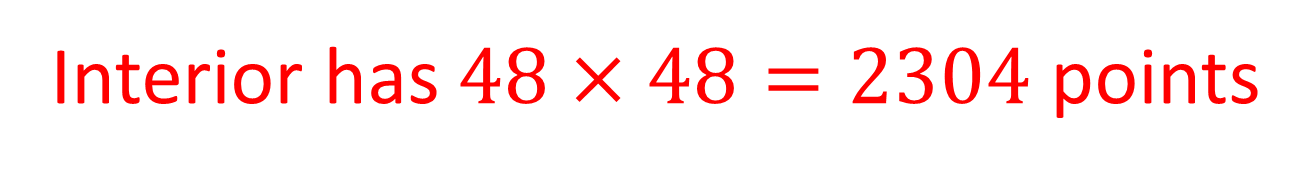 Interior has 48 × 48 = 2304 points